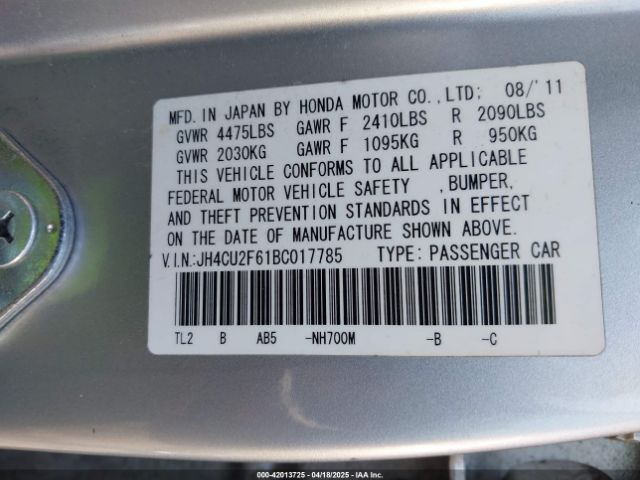 MFD. IN JAPAN BY HONDA MOTOR CO., LTD; 08/'11
GVWR 4475LBS GAWR F 2410LBS R 2090LBS
GVWR 2030KG GAWR F 1095KG R 950KG
THIS VEHICLE CONFORMS TO ALL APPLICABLE
FEDERAL MOTOR VEHICLE SAFETY ,BUMPER,
AND THEFT PREVENTION STANDARDS IN EFFECT
ON THE DATE OF MANUFACTURE SHOWN ABOVE.
V.I.N.:JH4CU2F61BC017785 TYPE: PASSENGER CAR
TL2 B AB5 -NH700M -B -C
000-42013725 - 04/18/2025 - IAA Inc.